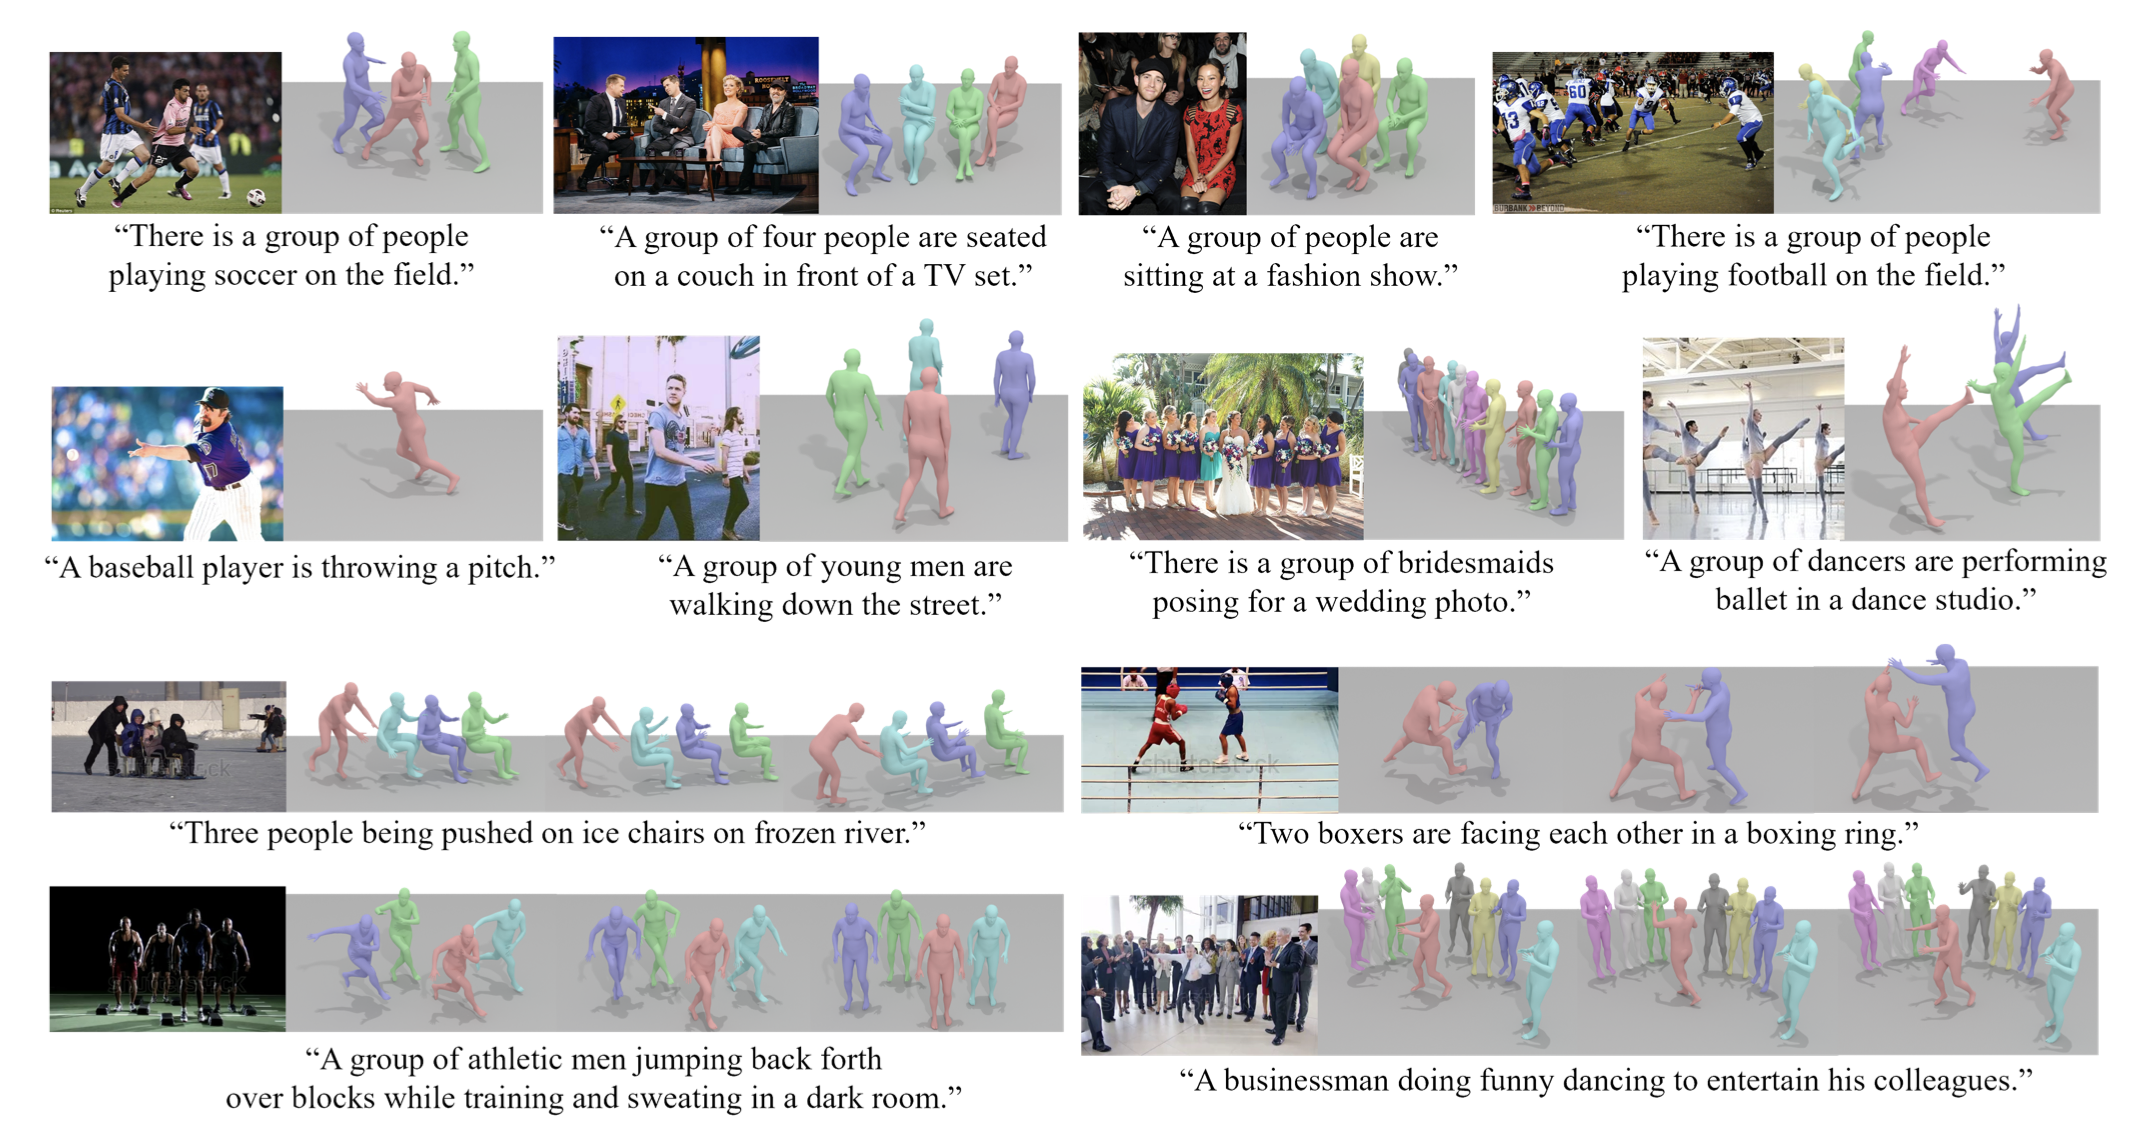 “There is a group of people
playing soccer on the field.”
“A group of four people are seated
on a couch in front of a TV set.”
“A group of people are
sitting at a fashion show.”
“There is a group of people
playing football on the field.”
“A baseball player is throwing a pitch.”
“A group of young men are
walking down the street.”
“There is a group of bridesmaids
posing for a wedding photo.”
“A group of dancers are performing
ballet in a dance studio.”
“Three people being pushed on ice chairs on frozen river.”
“Two boxers are facing each other in a boxing ring.”
“A group of athletic men jumping back forth
over blocks while training and sweating in a dark room.”
“A businessman doing funny dancing to entertain his colleagues.”
13
60
ROOSEVELT
17
shutterstock